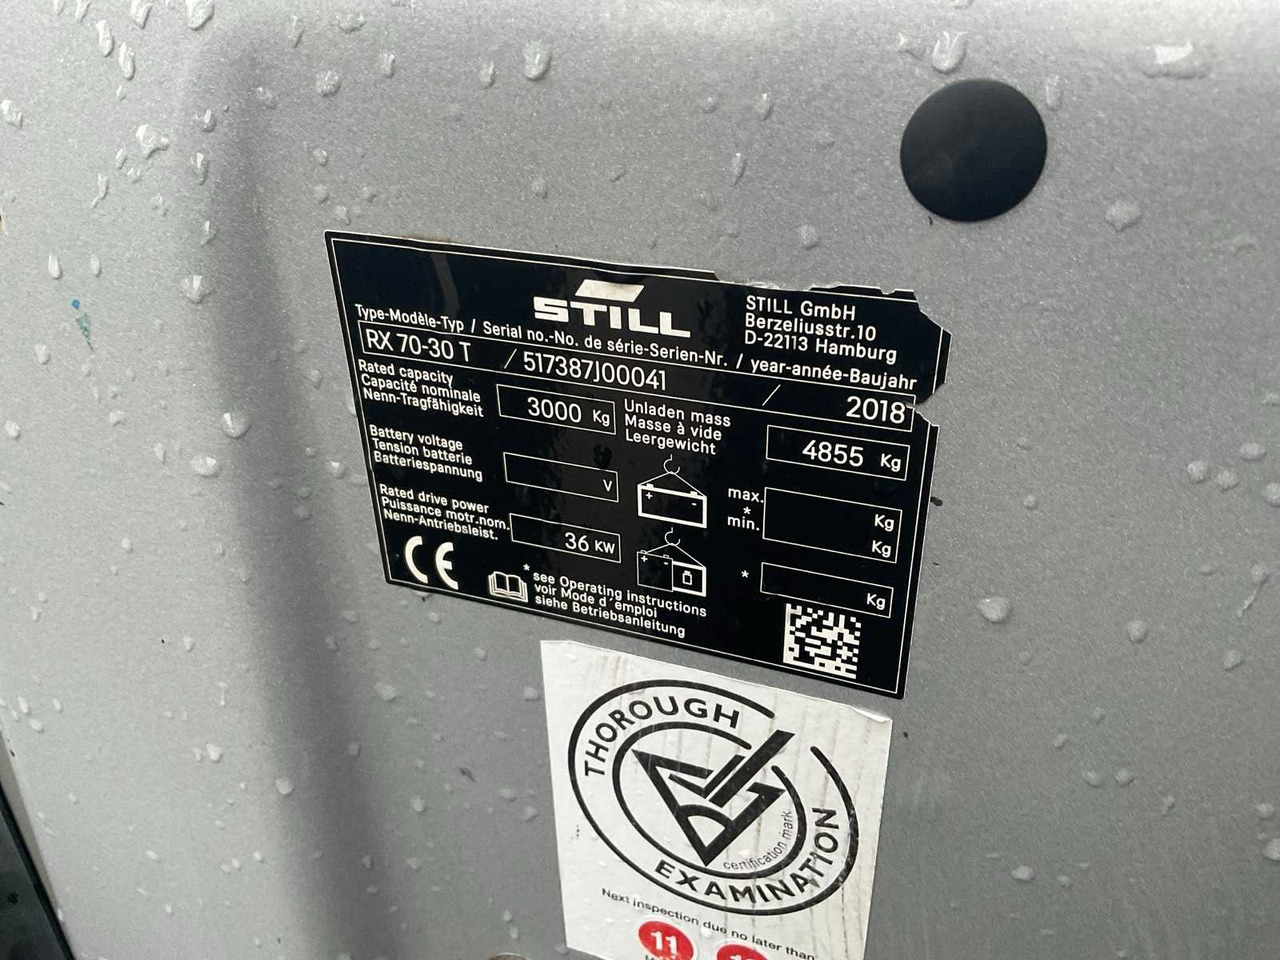 STILL
STILL GmbH
Berzeliusstr.10
D-22113 Hamburg
Type-Modèle-Typ / Serial no.-No. de série-Serien-Nr. / year-année-Baujahr
RX 70-30 T / 517387J00041 / 2018
Rated capacity
Capacité nominale
Nenn-Tragfähigkeit
3000 Kg
Unladen mass
Masse à vide
Leergewicht
4855 Kg
Battery voltage
Tension batterie
Batteriespannung
V
max.
*
min.
Kg
Kg
Rated drive power
Puissance motr.nom.
Nenn-Antriebsleist.
36 KW
* Kg
CE
* see Operating instructions
voir Mode d'emploi
siehe Betriebsanleitung
THOROUGH
EXAMINATION
certification mark
Next inspection due no later than
11